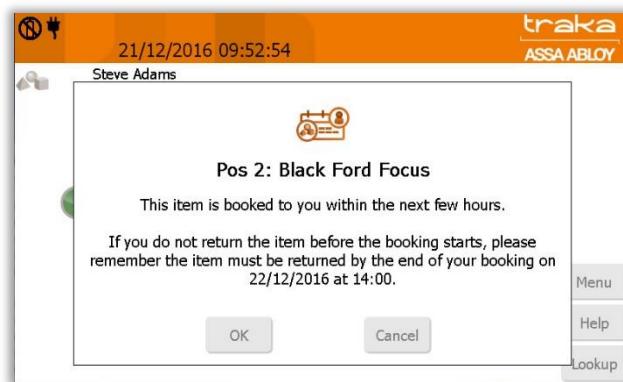 traka
21/12/2016 09:52:54
ASSA ABLOY
Steve Adams
Pos 2: Black Ford Focus
This item is booked to you within the next few hours.
If you do not return the item before the booking starts, please
remember the item must be returned by the end of your booking on
22/12/2016 at 14:00.
OK
Cancel
Menu
Help
Lookup